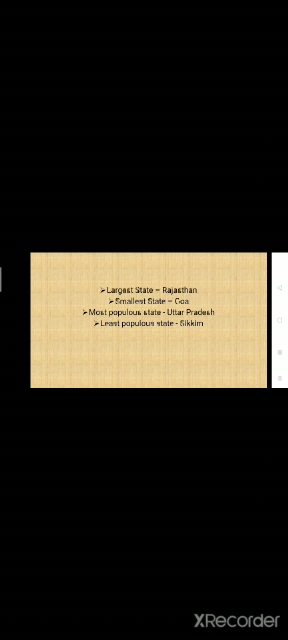 ➤Largest State – Rajasthan
➤Smallest State – Goa
➤Most populous state - Uttar Pradesh
➤Least populous state - Sikkim
XRecorder